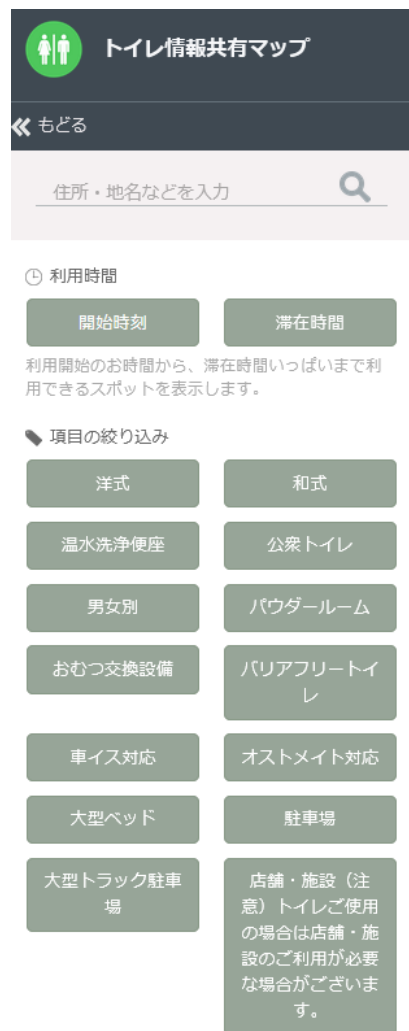 トイレ情報共有マップ
もどる
住所・地名などを入力
利用時間
開始時刻
滞在時間
利用開始のお時間から、滞在時間いっぱいまで利
用できるスポットを表示します。
項目の絞り込み
洋式
和式
温水洗浄便座
公衆トイレ
男女別
パウダールーム
おむつ交換設備
バリアフリートイ
レ
車イス対応
オストメイト対応
大型ベッド
駐車場
大型トラック駐車
場
店舗・施設（注
意）トイレご使用
の場合は店舗・施
設のご利用が必要
な場合がございま
す。